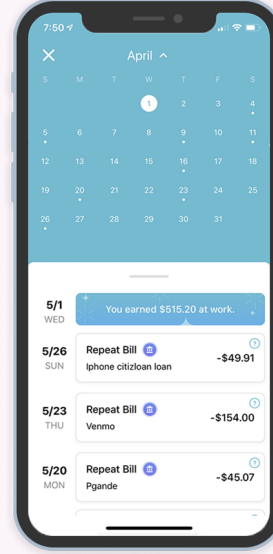 7:50
April
S M T W T F S
1 2 3 4
5 6 7 8 9 10 11
12 13 14 15 16 17 18
19 20 21 22 23 24 25
26 27 28 29 30 31
5/1
WED
You earned $515.20 at work.
5/26
SUN
Repeat Bill
Iphone citizloan loan
?
-$49.91
5/23
THU
Repeat Bill
Venmo
?
-$154.00
5/20
MON
Repeat Bill
Pgande
?
-$45.07